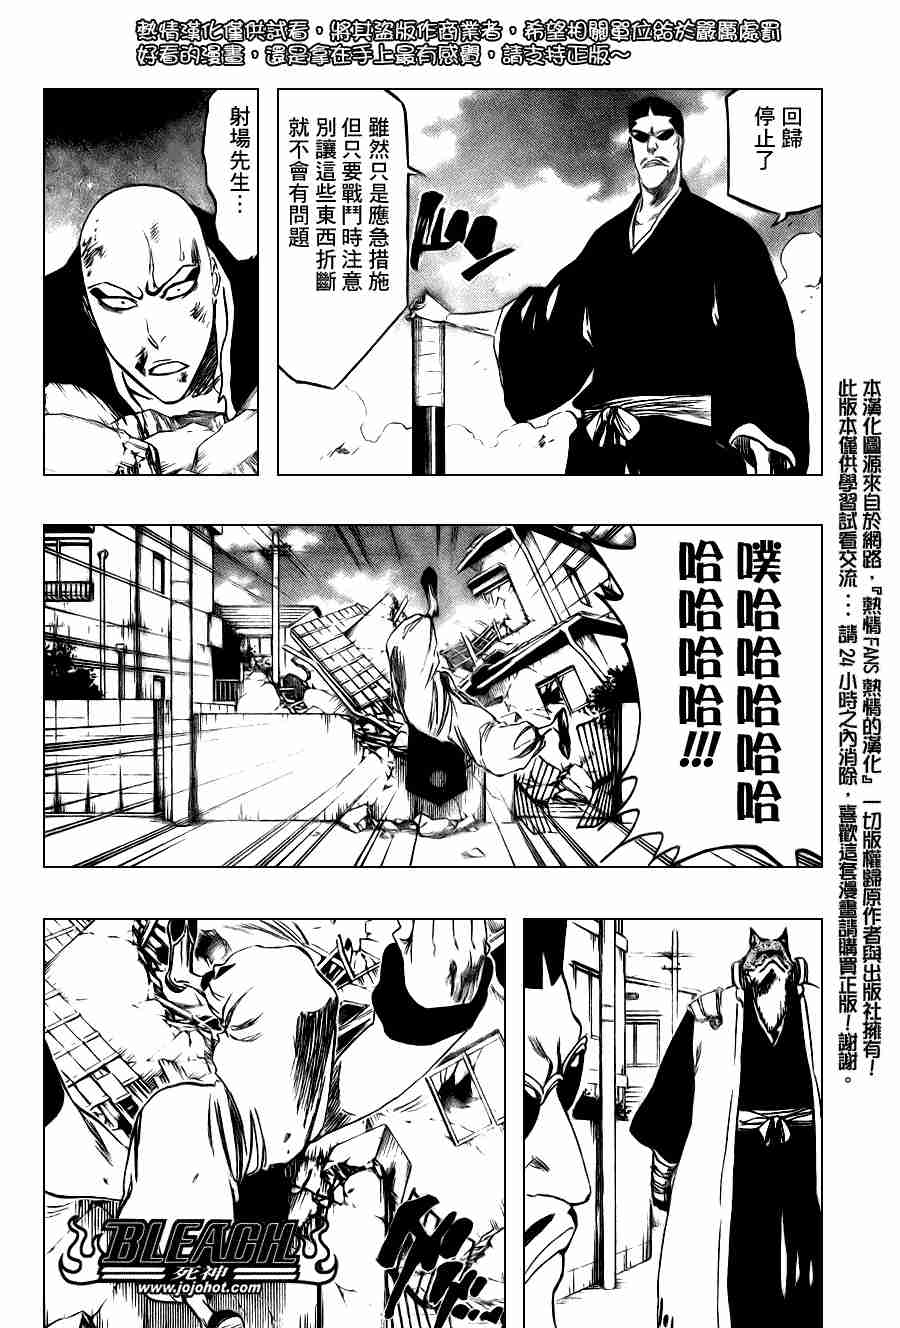 熱情漢化僅供試看，將其盜版作商業者，希望相關單位給於嚴厲處罰
好看的漫畫，還是拿在手上最有感覺，請支持正版～
回歸
停止了
雖然只是應急措施
但只要戰鬥時注意
別讓這些東西折斷
就不會有問題
射場先生…
噗哈哈哈哈哈
哈哈哈哈!!!
本漢化圖源來自於網路，『熱情FANS熱情的漢化』一切版權歸原作者與出版社擁有！
此版本僅供學習試看交流...請24小時之內消除，喜歡這套漫畫請購買正版！謝謝。
BLEACH
死神
www.jojohot.com